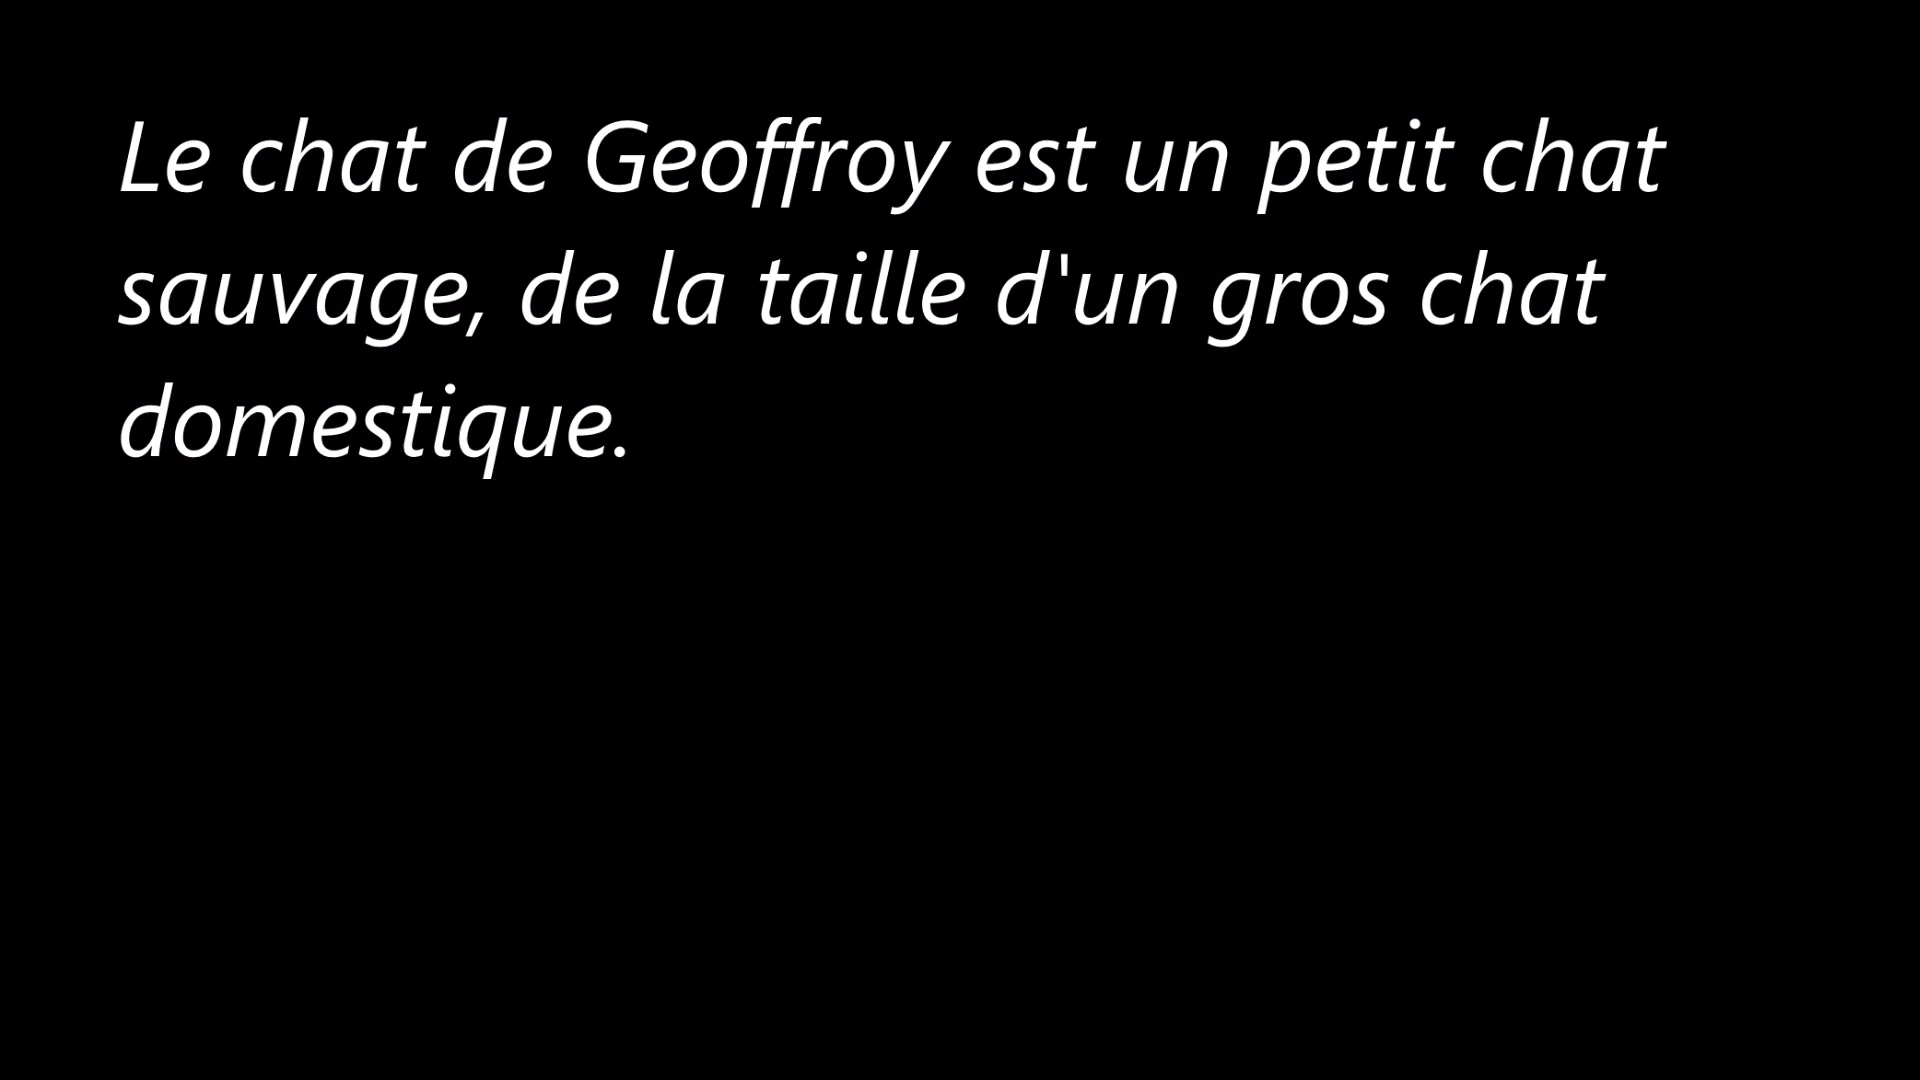 Le chat de Geoffroy est un petit chat
sauvage, de la taille d'un gros chat
domestique.